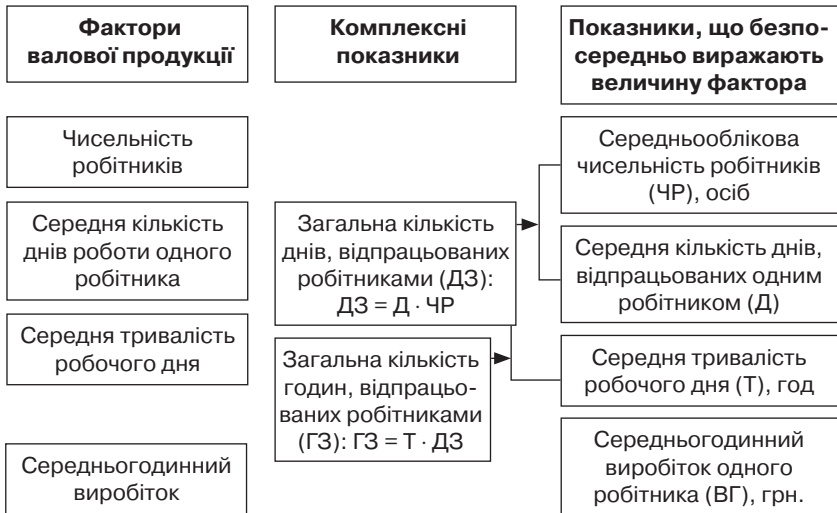 Фактори
валової продукції
Комплексні
показники
Показники, що безпо-
середньо виражають
величину фактора
Чисельність
робітників
Середня кількість
днів роботи одного
робітника
Середня тривалість
робочого дня
Середньогодинний
виробіток
Загальна кількість
днів, відпрацьованих
робітниками (ДЗ):
ДЗ = Д · ЧР
Загальна кількість
годин, відпрацьо-
ваних робітниками
(ГЗ): ГЗ = Т · ДЗ
Середньооблікова
чисельність робітників
(ЧР), осіб
Середня кількість днів,
відпрацьованих одним
робітником (Д)
Середня тривалість
робочого дня (Т), год
Середньогодинний
виробіток одного
робітника (ВГ), грн.